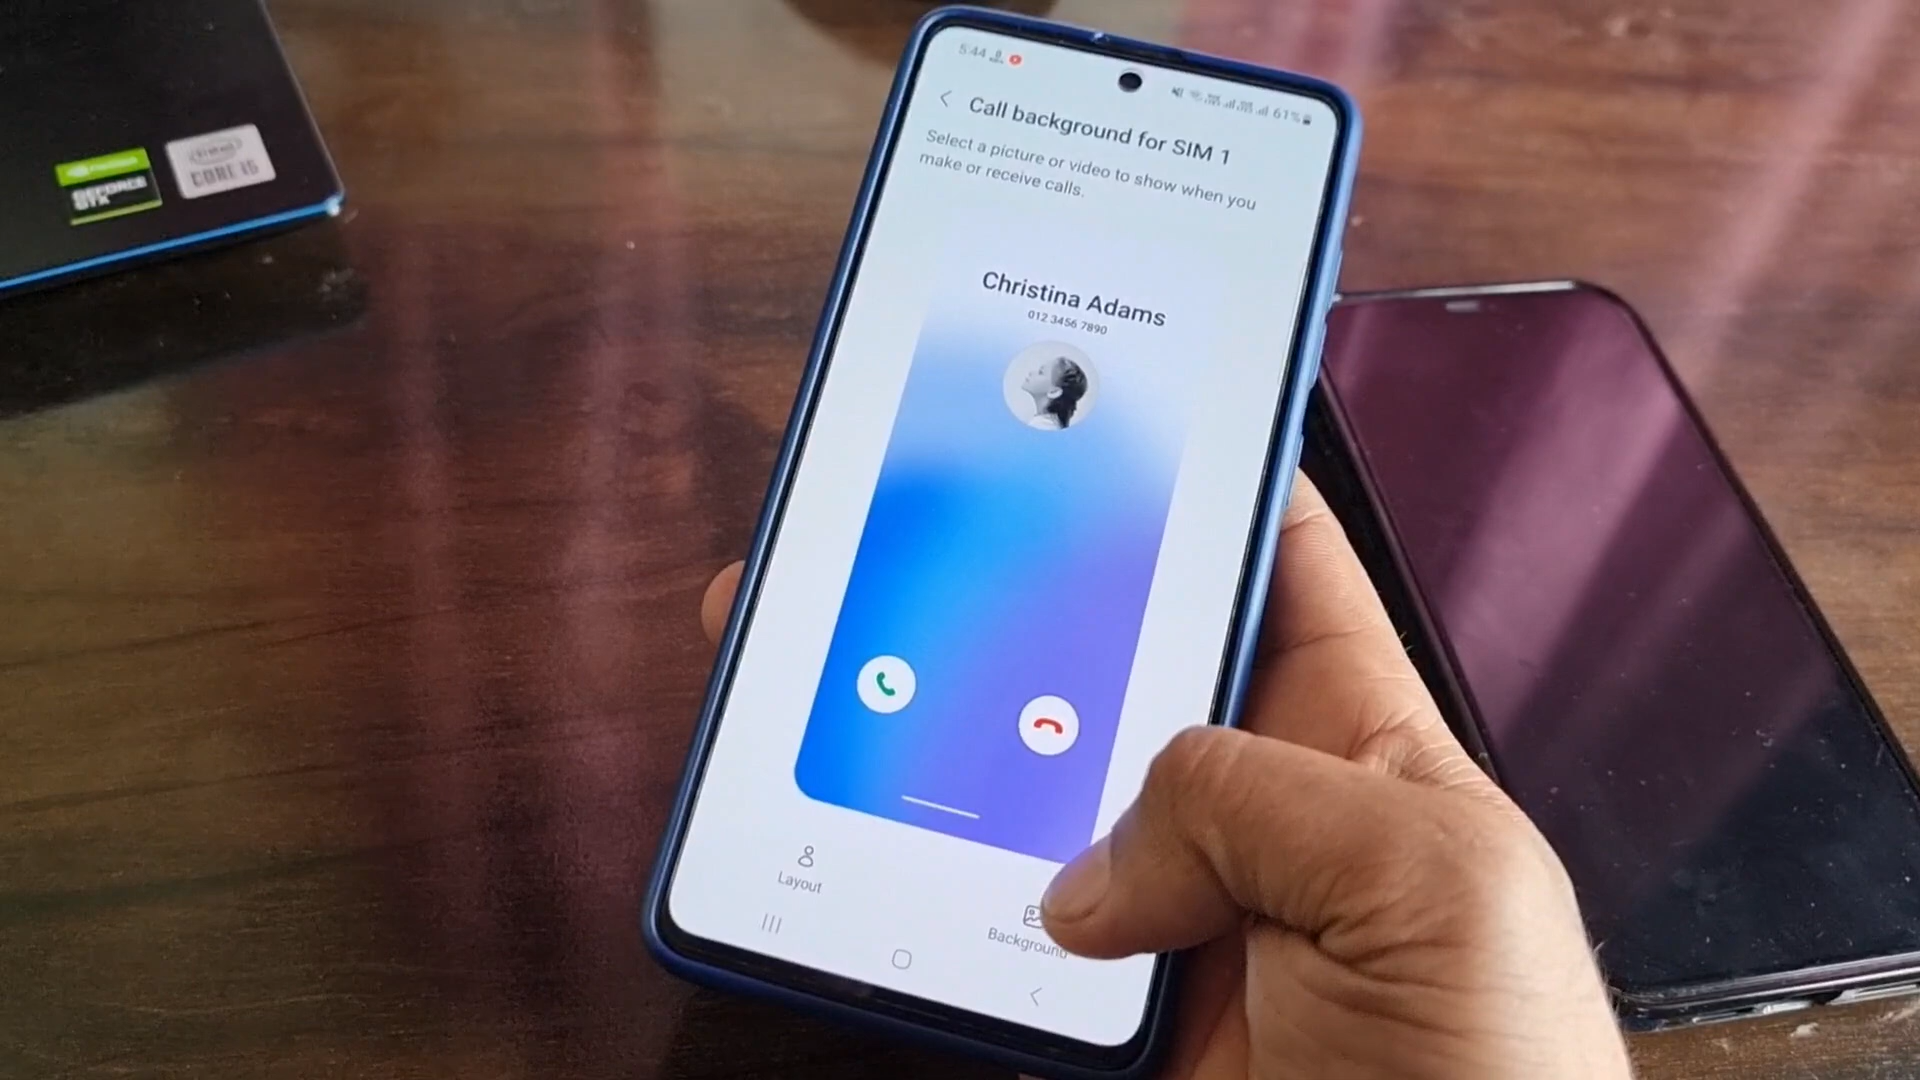 5:44
61%
Call background for SIM 1
Select a picture or video to show when you
make or receive calls.
Christina Adams
012 3456 7890
Layout
Background
GEFORCE
GTX
intel
CORE i5